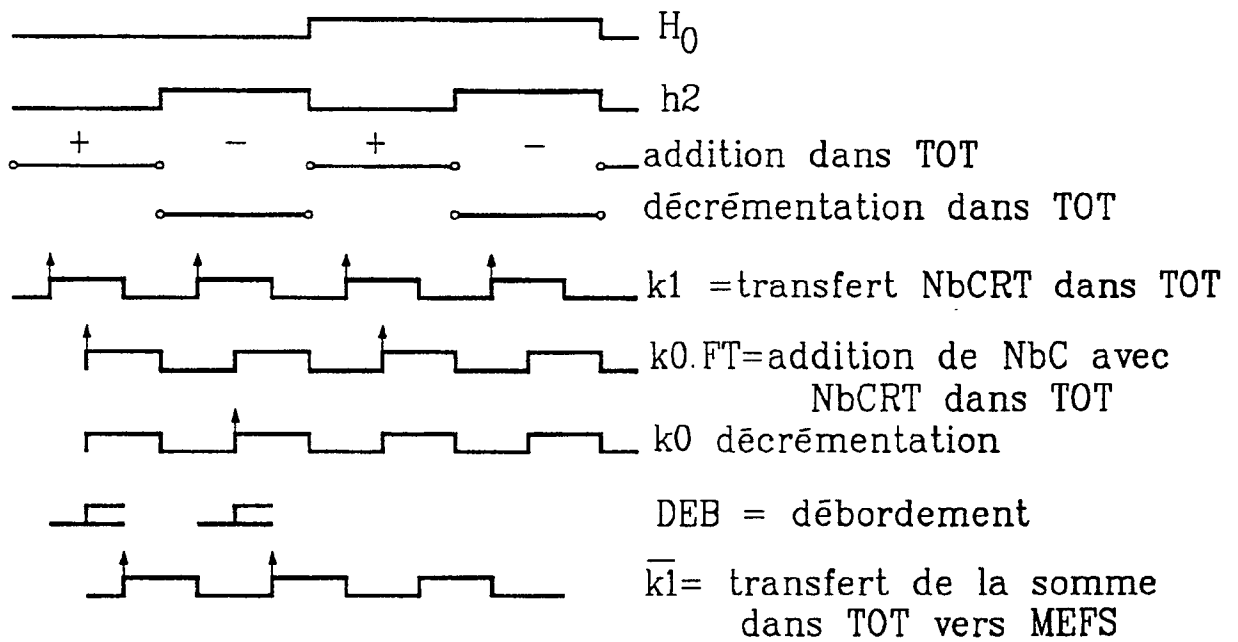 H₀
h2
+ − + −
addition dans TOT
décrémentation dans TOT
k1 =transfert NbCRT dans TOT
k0.FT=addition de NbC avec
NbCRT dans TOT
k0 décrémentation
DEB = débordement
k̅1̅= transfert de la somme
dans TOT vers MEFS